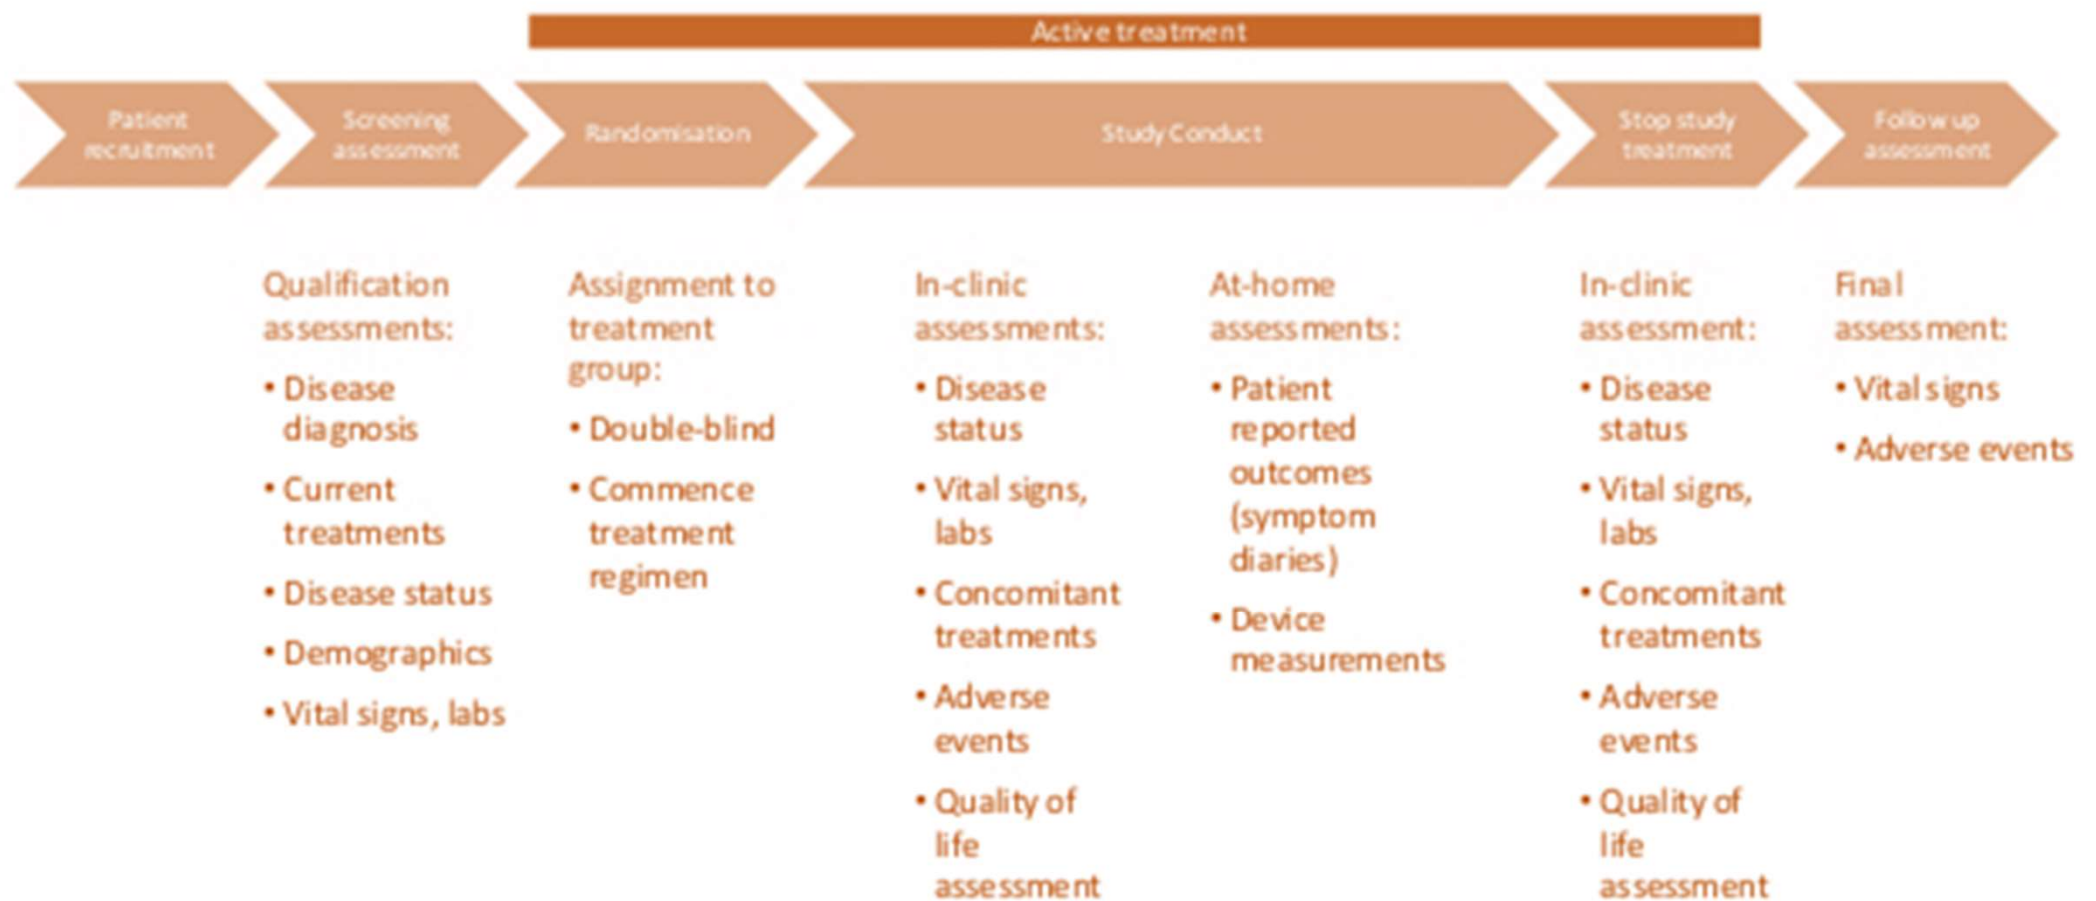 Active treatment
Patient
recruitment
Screening
assessment
Randomisation
Study Conduct
Stop study
treatment
Follow up
assessment
Qualification
assessments:
• Disease
diagnosis
• Current
treatments
• Disease status
• Demographics
• Vital signs, labs
Assignment to
treatment
group:
• Double-blind
• Commence
treatment
regimen
In-clinic
assessments:
• Disease
status
• Vital signs,
labs
• Concomitant
treatments
• Adverse
events
• Quality of
life
assessment
At-home
assessments:
• Patient
reported
outcomes
(symptom
diaries)
• Device
measurements
In-clinic
assessment:
• Disease
status
• Vital signs,
labs
• Concomitant
treatments
• Adverse
events
• Quality of
life
assessment
Final
assessment:
• Vital signs
• Adverse events